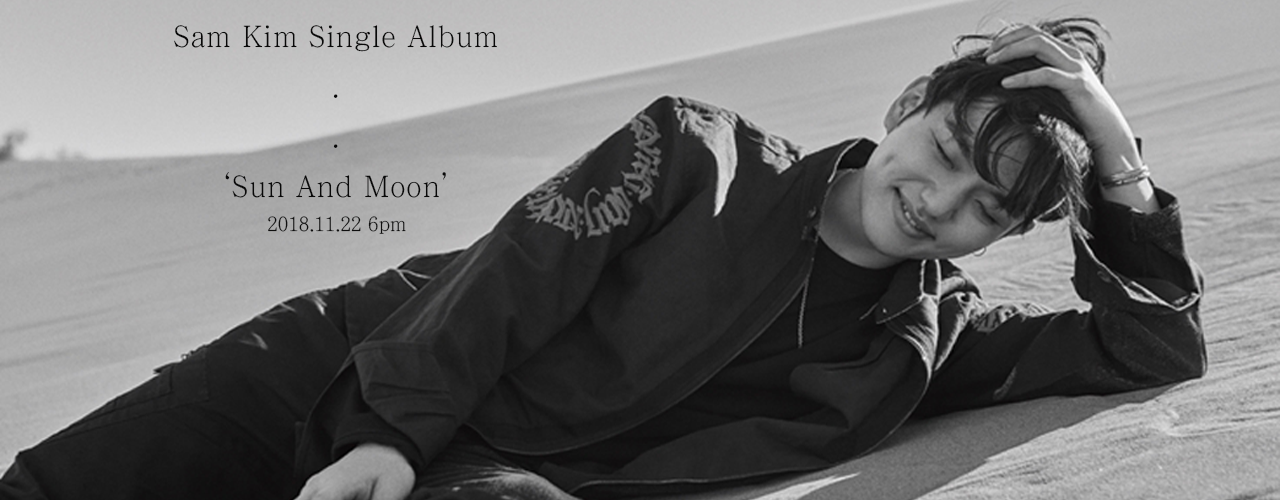 Sam Kim Single Album
.
.
‘Sun And Moon’
2018.11.22 6pm